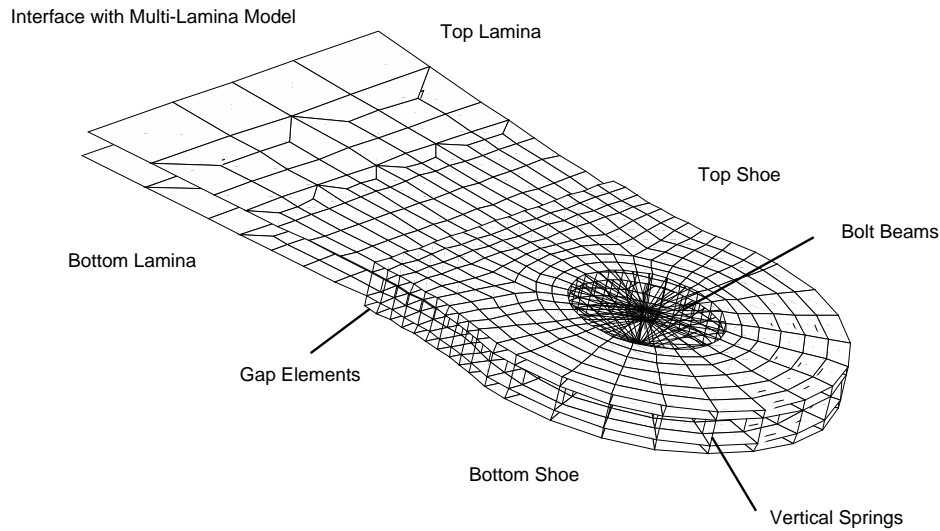 Interface with Multi-Lamina Model
Top Lamina
Top Shoe
Bolt Beams
Bottom Lamina
Gap Elements
Bottom Shoe
Vertical Springs